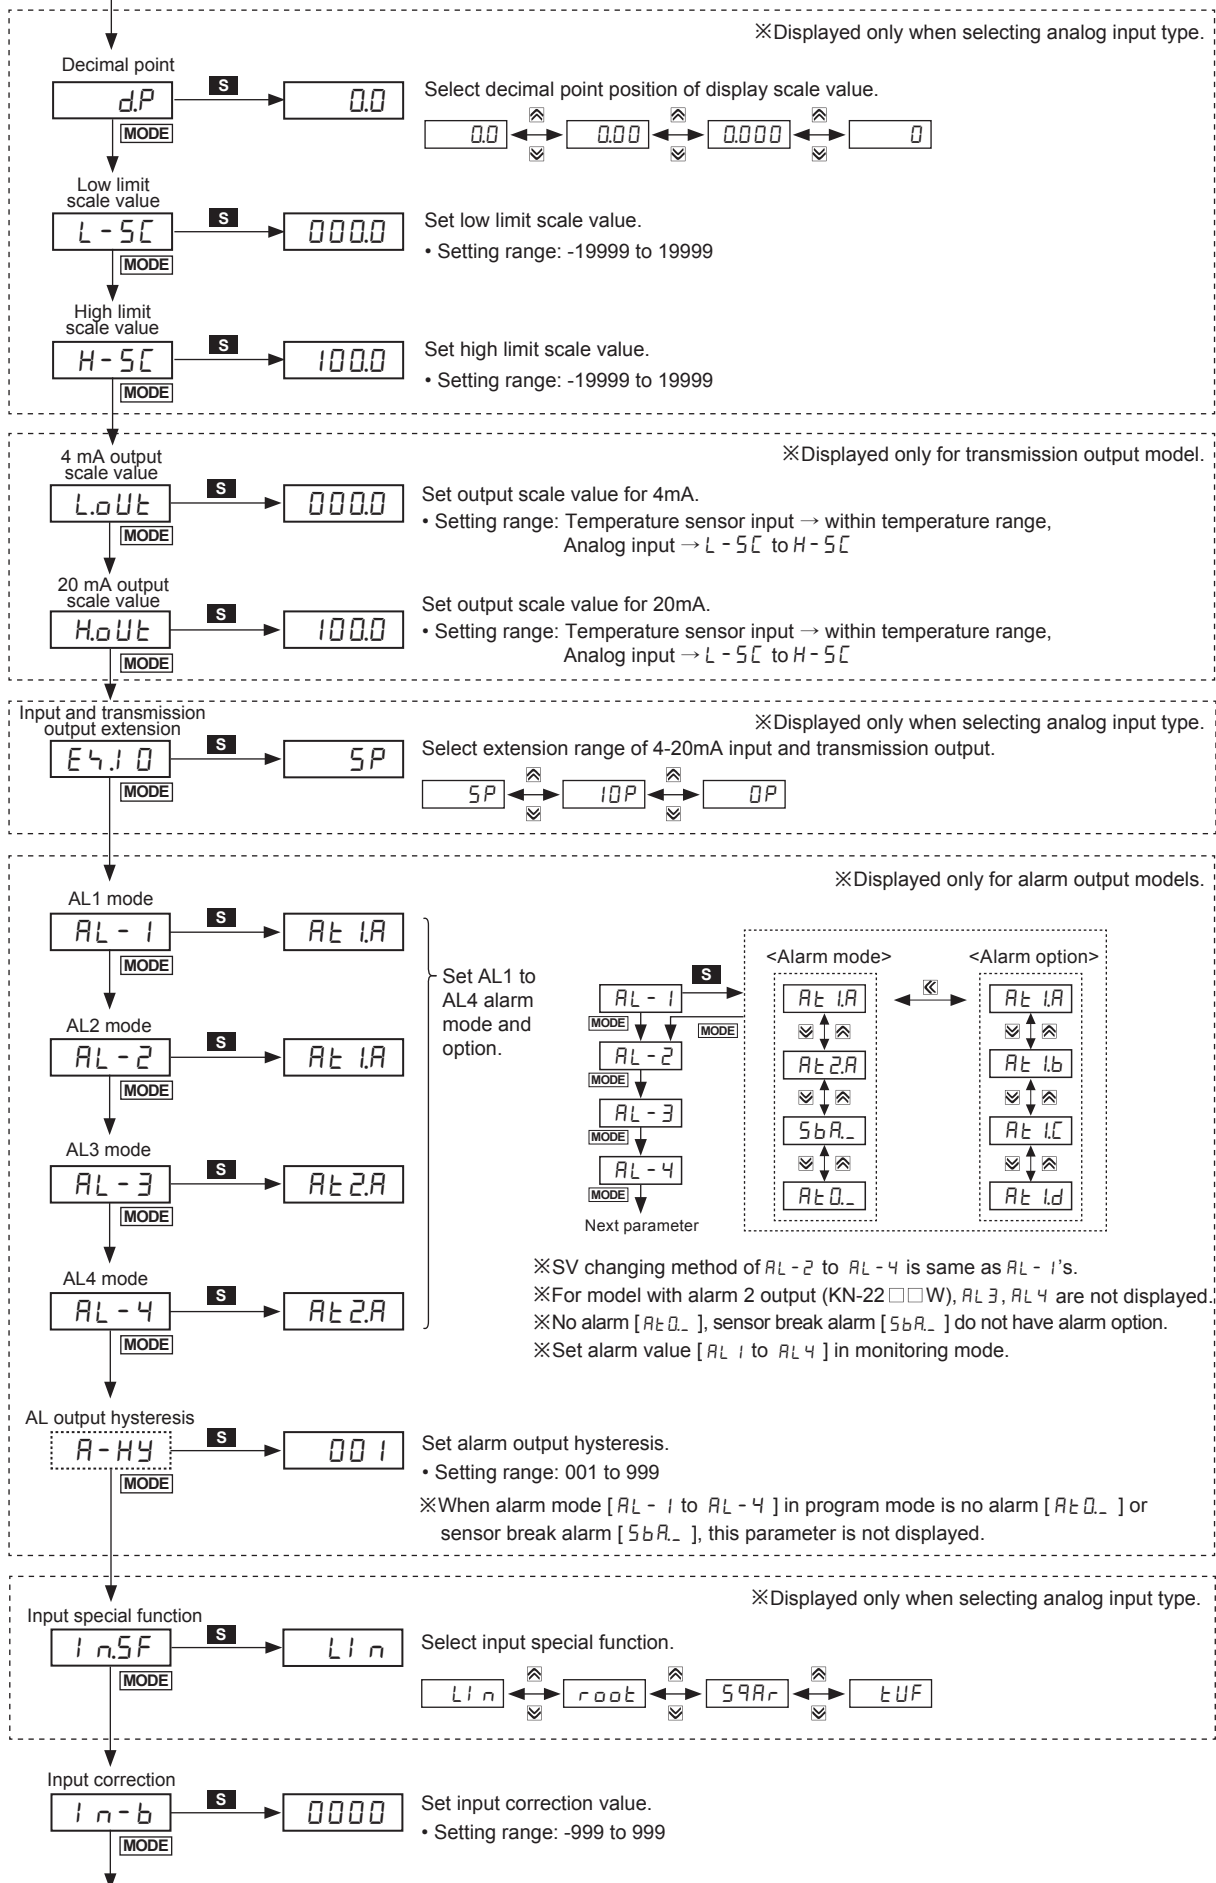 ※Displayed only when selecting analog input type.
Decimal point
d.P S 0.0
MODE
Select decimal point position of display scale value.
0.0 0.00 0.000 0
Low limit
scale value
L-SC S 000.0
MODE
Set low limit scale value.
• Setting range: -19999 to 19999
High limit
scale value
H-SC S 100.0
MODE
Set high limit scale value.
• Setting range: -19999 to 19999
※Displayed only for transmission output model.
4 mA output
scale value
L.oUt S 000.0
MODE
Set output scale value for 4mA.
• Setting range: Temperature sensor input → within temperature range,
Analog input → L-SC to H-SC
20 mA output
scale value
H.oUt S 100.0
MODE
Set output scale value for 20mA.
• Setting range: Temperature sensor input → within temperature range,
Analog input → L-SC to H-SC
※Displayed only when selecting analog input type.
Input and transmission
output extension
E4.I0 S 5P
MODE
Select extension range of 4-20mA input and transmission output.
5P 10P 0P
※Displayed only for alarm output models.
AL1 mode
AL-1 S At1.A
MODE
AL2 mode
AL-2 S At1.A
MODE
AL3 mode
AL-3 S At2.A
MODE
AL4 mode
AL-4 S At2.A
MODE
Set AL1 to
AL4 alarm
mode and
option.
AL-1 S
MODE MODE
AL-2
MODE
AL-3
MODE
AL-4
MODE
Next parameter
<Alarm mode> <Alarm option>
At1.A At1.A
At2.A At1.b
SbA._ At1.C
At0._ At1.d
※SV changing method of AL-2 to AL-4 is same as AL-1's.
※For model with alarm 2 output (KN-22□□W), AL3, AL4 are not displayed.
※No alarm [At0._ ], sensor break alarm [SbA._ ] do not have alarm option.
※Set alarm value [AL1 to AL4] in monitoring mode.
AL output hysteresis
A-HY S 001
MODE
Set alarm output hysteresis.
• Setting range: 001 to 999
※When alarm mode [AL-1 to AL-4] in program mode is no alarm [At0._ ] or
sensor break alarm [SbA._ ], this parameter is not displayed.
※Displayed only when selecting analog input type.
Input special function
In.SF S LIn
MODE
Select input special function.
LIn root SqAr tUF
Input correction
In-b S 0000
MODE
Set input correction value.
• Setting range: -999 to 999